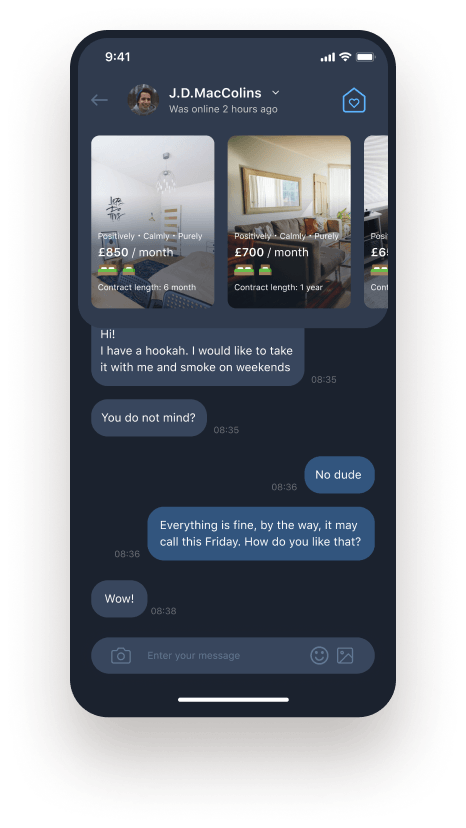 9:41
J.D.MacColins
Was online 2 hours ago
Positively • Calmly • Purely
£850 / month
Contract length: 6 month
Positively • Calmly • Purely
£700 / month
Contract length: 1 year
Posi
£65
Cont
Hi!
I have a hookah. I would like to take
it with me and smoke on weekends
08:35
You do not mind?
08:35
No dude
08:36
Everything is fine, by the way, it may
call this Friday. How do you like that?
08:36
Wow!
08:38
Enter your message